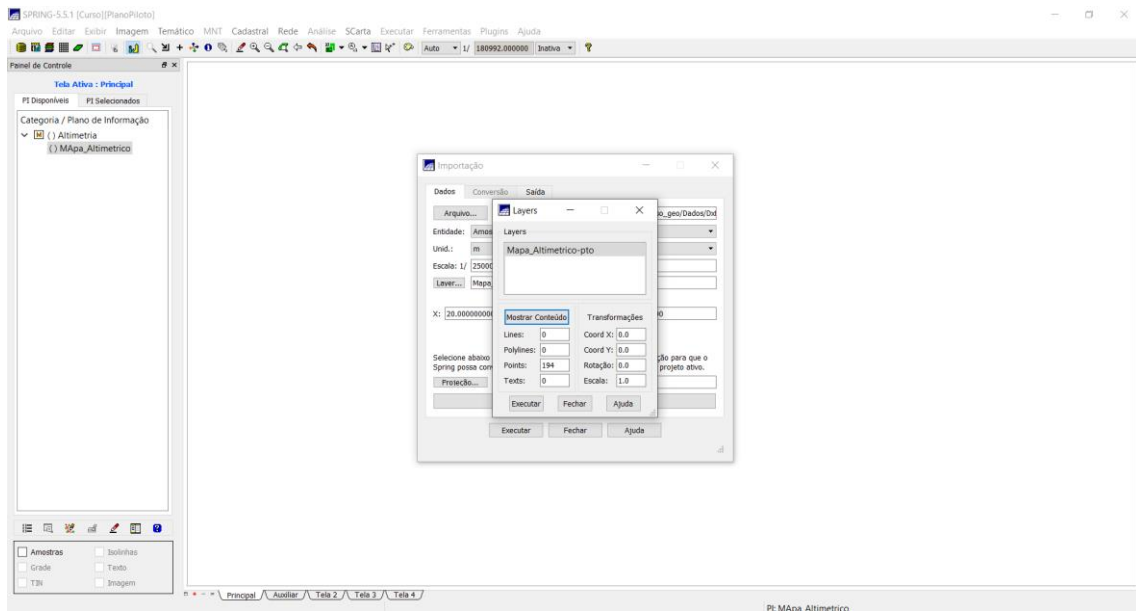 SPRING-5.5.1 [Curso][PlanoPiloto]
Arquivo Editar Exibir Imagem Temático MNT Cadastral Rede Análise SCarta Executar Ferramentas Plugins Ajuda
Auto 1/ 180992.000000 Inativa
Painel de Controle
Tela Ativa : Principal
PI Disponíveis PI Selecionados
Categoria / Plano de Informação
() Altimetria
() MApa_Altimetrico
Importação
Dados Conversão Saída
Arquivo... o_geo/Dados/Dxf
Entidade: Amos
Unid.: m
Escala: 1/ 25000
Layer... Mapa_
X: 20.0000000
Selecione abaixo ção para que o
Spring possa con projeto ativo.
Projeção...
Executar Fechar Ajuda
Layers
Layers
Mapa_Altimetrico-pto
Mostrar Conteúdo Transformações
Lines: 0 Coord X: 0.0
Polylines: 0 Coord Y: 0.0
Points: 194 Rotação: 0.0
Texts: 0 Escala: 1.0
Executar Fechar Ajuda
Amostras Isolinhas
Grade Texto
TIN Imagem
Principal Auxiliar Tela 2 Tela 3 Tela 4
PI: MApa_Altimetrico